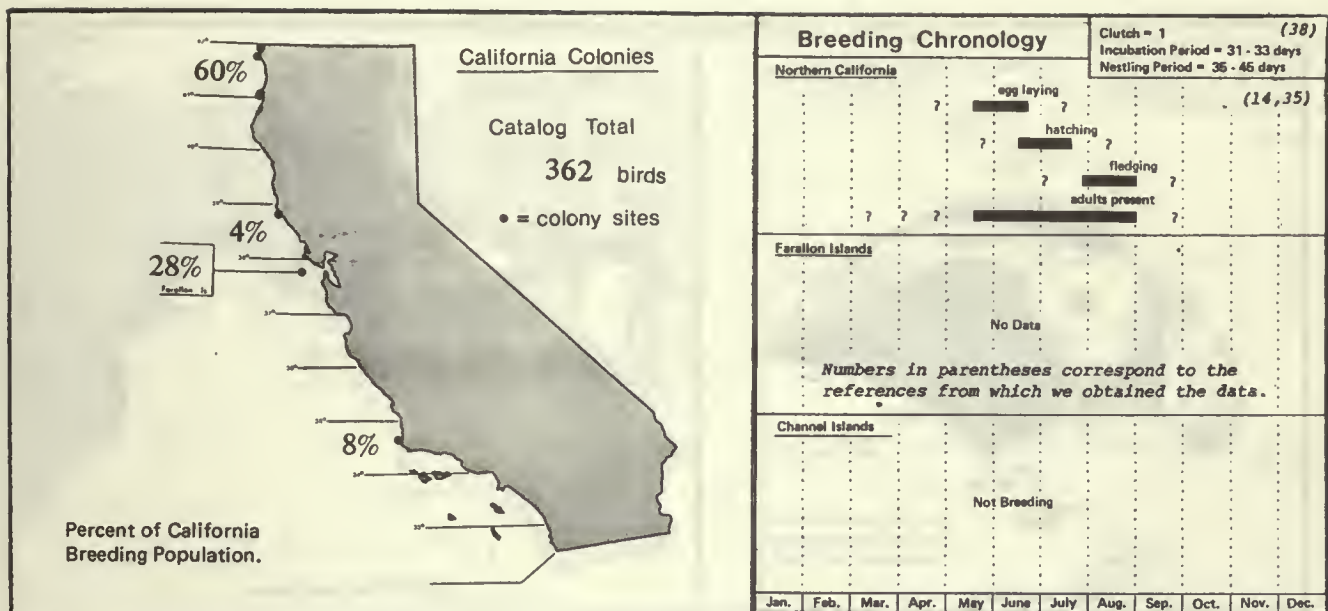 California Colonies
Catalog Total
362 birds
• = colony sites
60%
4%
28%
Farallon Is
8%
Percent of California
Breeding Population.
Breeding Chronology
Clutch = 1 (38)
Incubation Period = 31 - 33 days
Nestling Period = 35 - 45 days
Northern California
(14,35)
egg laying
? ?
hatching
? ?
fledging
? ?
adults present
? ? ? ?
Farallon Islands
No Data
Numbers in parentheses correspond to the
references from which we obtained the data.
Channel Islands
Not Breeding
Jan. Feb. Mar. Apr. May June July Aug. Sep. Oct. Nov. Dec.